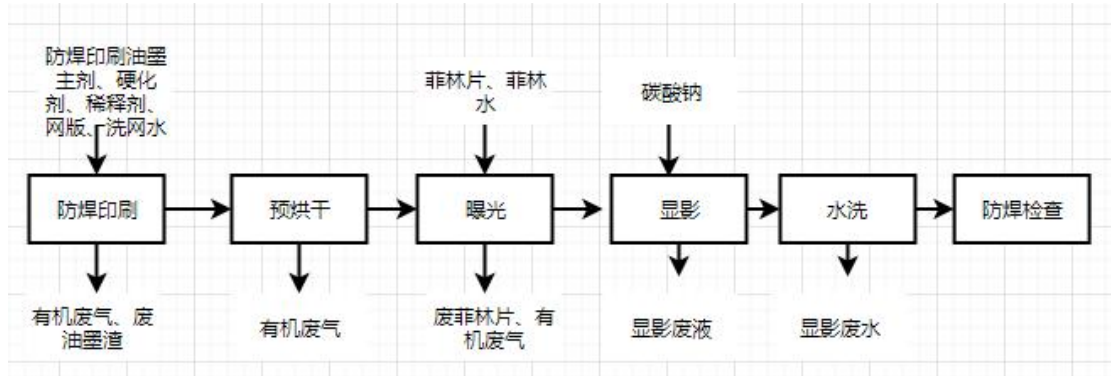 防焊印刷油墨
主剂、硬化
剂、稀释剂、
网版、洗网水
菲林片、菲林
水
碳酸钠
防焊印刷
预烘干
曝光
显影
水洗
防焊检查
有机废气、废
油墨渣
有机废气
废菲林片、有
机废气
显影废液
显影废水